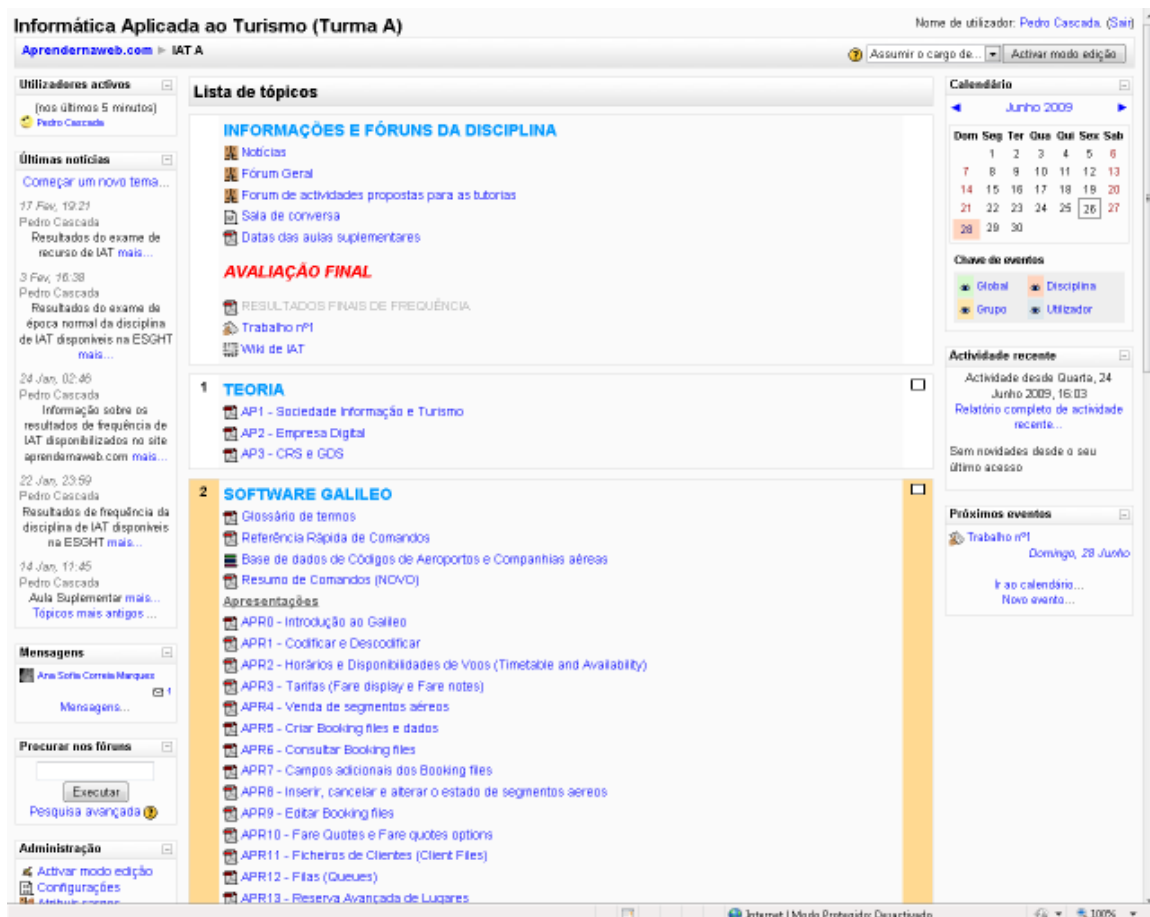 Informática Aplicada ao Turismo (Turma A)
Nome de utilizador: Pedro Cascada. (Sair)
Aprendernaweb.com ► IAT A
Assumir o cargo de...
Activar modo edição
Utilizadores activos
(nos últimos 5 minutos)
Pedro Cascada
Últimas notícias
Começar um novo tema...
17 Fev, 19:21
Pedro Cascada
Resultados do exame de
recurso de IAT mais...
3 Fev, 16:38
Pedro Cascada
Resultados do exame de
época normal da disciplina
de IAT disponíveis na ESGHT
mais...
24 Jan, 02:46
Pedro Cascada
Informação sobre os
resultados de frequência de
IAT disponibilizados no site
aprendernaweb.com mais...
22 Jan, 23:59
Pedro Cascada
Resultados de frequência da
disciplina de IAT disponíveis
na ESGHT mais...
14 Jan, 11:45
Pedro Cascada
Aula Suplementar mais...
Tópicos mais antigos ...
Mensagens
Ana Sofia Correia Marques
1
Mensagens...
Procurar nos fóruns
Executar
Pesquisa avançada
Administração
Activar modo edição
Configurações
Atribuir cargos
Lista de tópicos
INFORMAÇÕES E FÓRUNS DA DISCIPLINA
Notícias
Fórum Geral
Forum de actividades propostas para as tutorias
Sala de conversa
Datas das aulas suplementares
AVALIAÇÃO FINAL
RESULTADOS FINAIS DE FREQUÊNCIA
Trabalho nº1
Wiki de IAT
1 TEORIA
AP1 - Sociedade Informação e Turismo
AP2 - Empresa Digital
AP3 - CRS e GDS
2 SOFTWARE GALILEO
Glossário de termos
Referência Rápida de Comandos
Base de dados de Códigos de Aeroportos e Companhias aéreas
Resumo de Comandos (NOVO)
Apresentações
APR0 - Introdução ao Galileo
APR1 - Codificar e Descodificar
APR2 - Horários e Disponibilidades de Voos (Timetable and Availability)
APR3 - Tarifas (Fare display e Fare notes)
APR4 - Venda de segmentos aéreos
APR5 - Criar Booking files e dados
APR6 - Consultar Booking files
APR7 - Campos adicionais dos Booking files
APR8 - Inserir, cancelar e alterar o estado de segmentos aereos
APR9 - Editar Booking files
APR10 - Fare Quotes e Fare quotes options
APR11 - Ficheiros de Clientes (Client Files)
APR12 - Filas (Queues)
APR13 - Reserva Avançada de Lugares
Calendário
◄ Junho 2009 ►
Dom Seg Ter Qua Qui Sex Sab
1 2 3 4 5 6
7 8 9 10 11 12 13
14 15 16 17 18 19 20
21 22 23 24 25 26 27
28 29 30
Chave de eventos
Global Disciplina
Grupo Utilizador
Actividade recente
Actividade desde Quarta, 24
Junho 2009, 16:03
Relatório completo de actividade
recente...
Sem novidades desde o seu
último acesso
Próximos eventos
Trabalho nº1
Domingo, 28 Junho
Ir ao calendário...
Novo evento...
Internet | Modo Protegido: Desactivado
100%